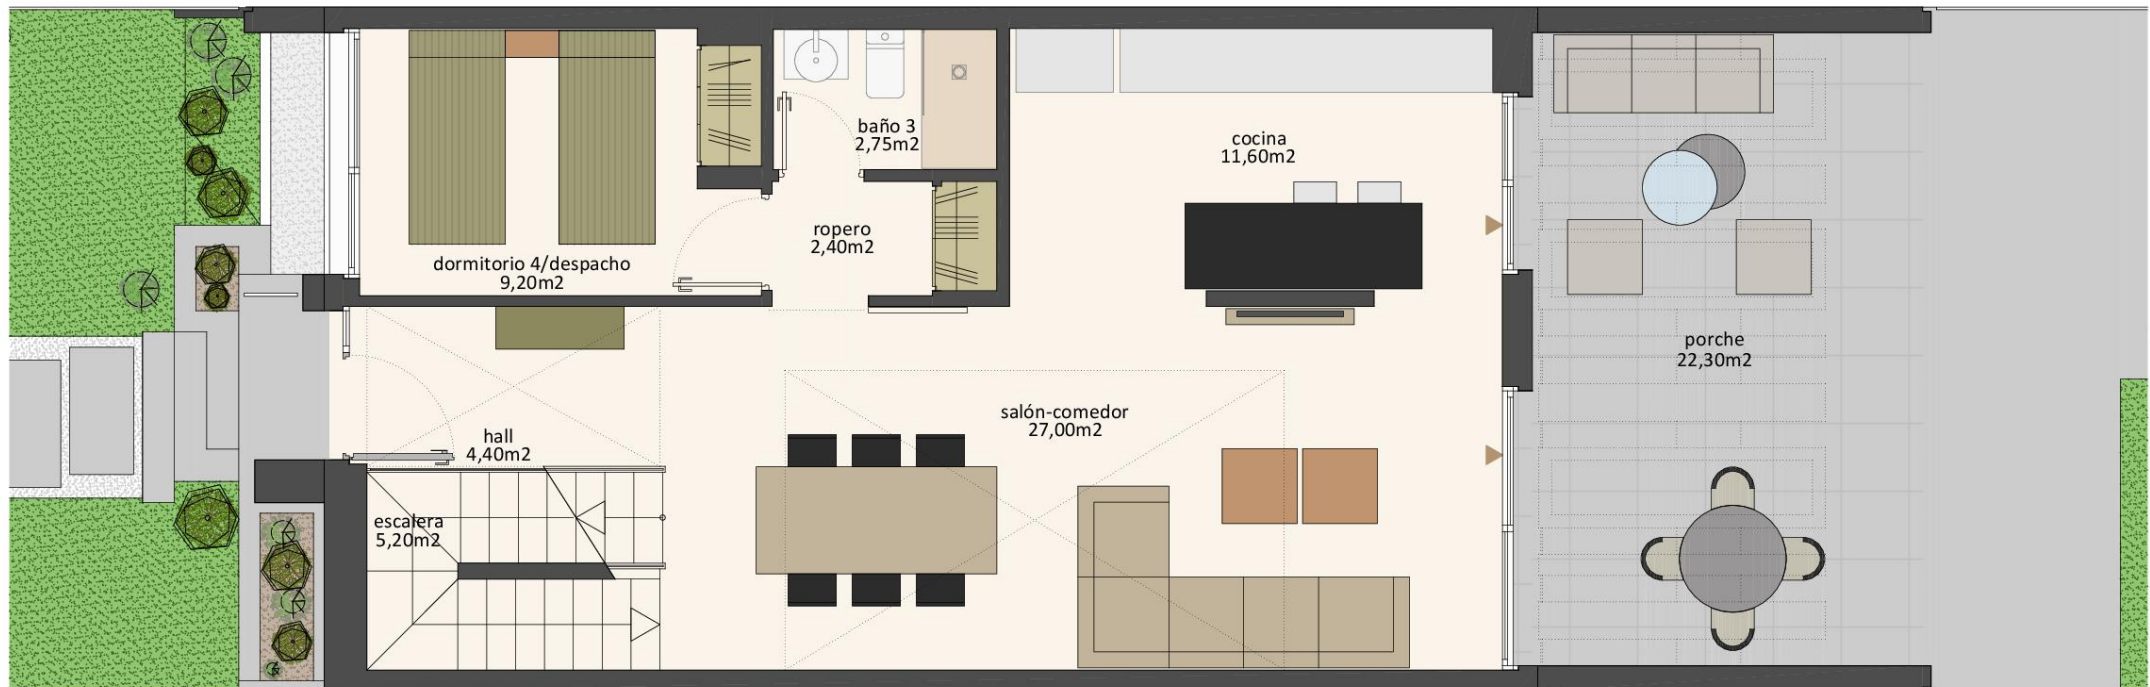 baño 3
2,75m2
cocina
11,60m2
ropero
2,40m2
dormitorio 4/despacho
9,20m2
porche
22,30m2
salón-comedor
27,00m2
hall
4,40m2
escalera
5,20m2